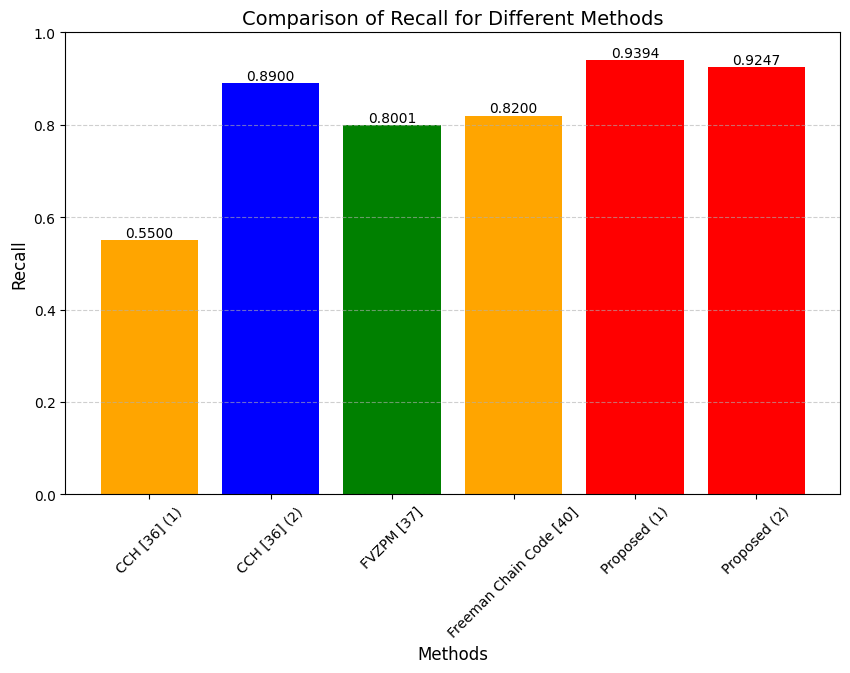 Comparison of Recall for Different Methods
Recall
1.0
0.8
0.6
0.4
0.2
0.0
0.5500
0.8900
0.8001
0.8200
0.9394
0.9247
CCH [36] (1)
CCH [36] (2)
FVZPM [37]
Freeman Chain Code [40]
Proposed (1)
Proposed (2)
Methods